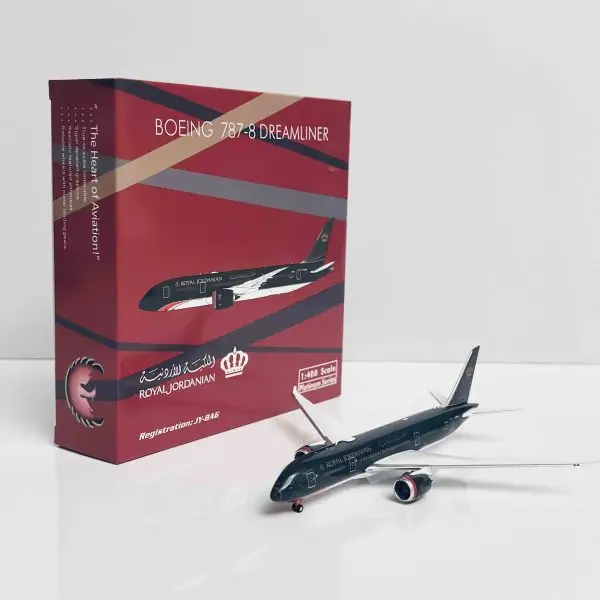 BOEING 787-8 DREAMLINER
"...The Heart of Aviation!"
ROYAL JORDANIAN
الملكية الأردنية
ROYAL JORDANIAN
1:400 Scale
Platinum Series
Registration: JY-BAG
ROYAL JORDANIAN